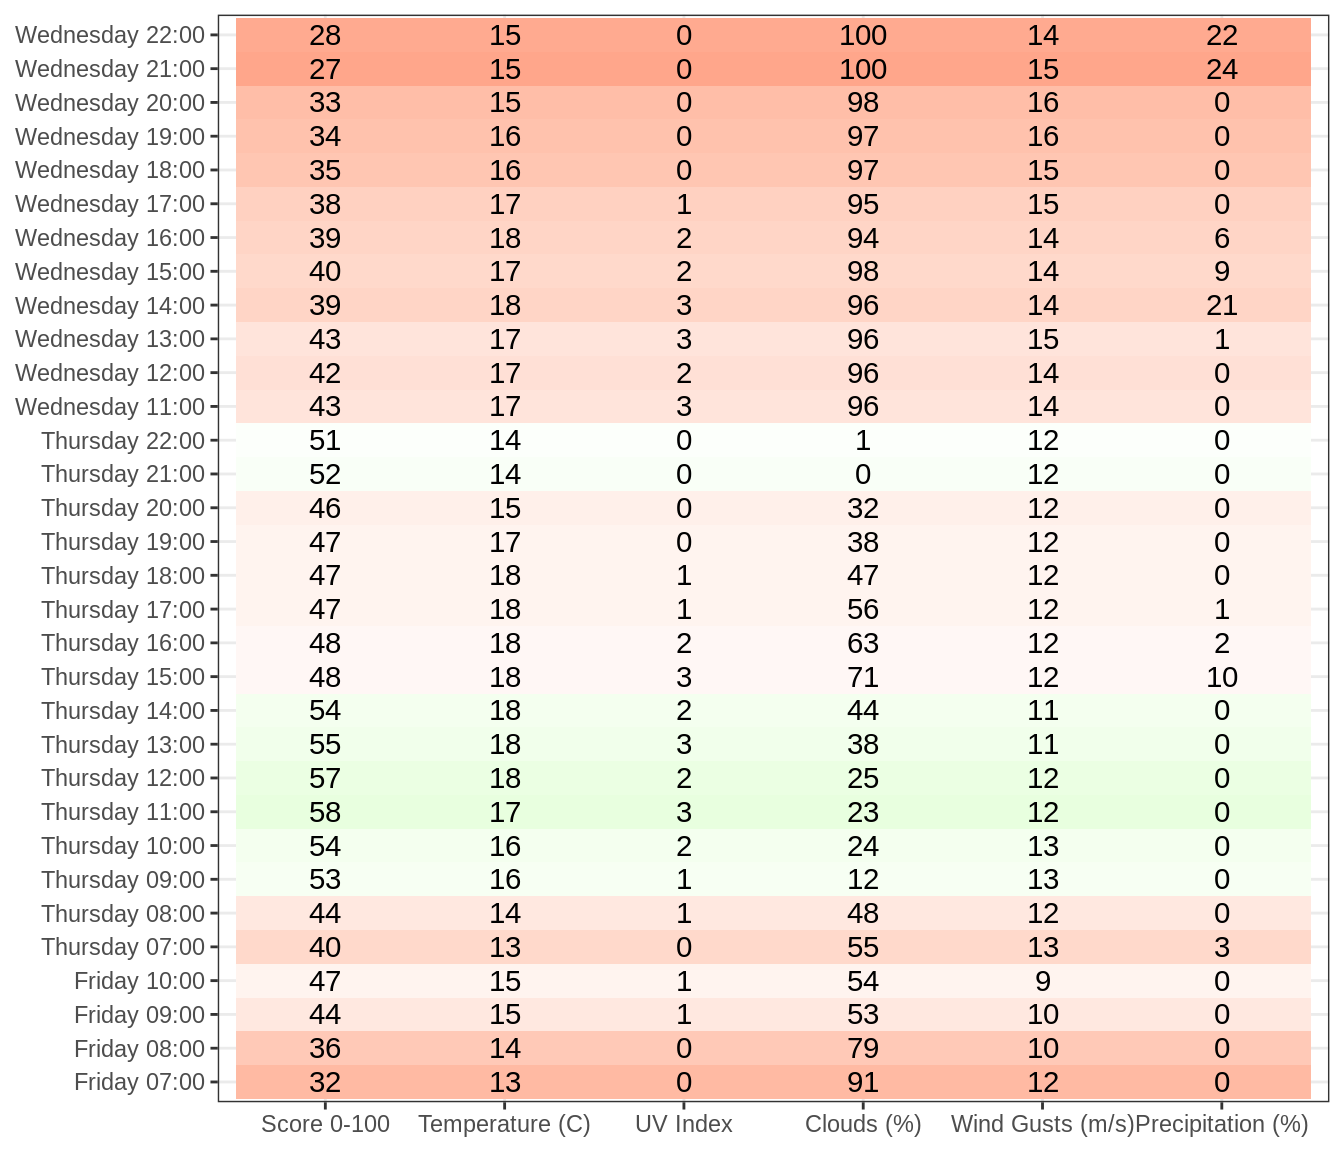 Wednesday 22:00 28 15 0 100 14 22
Wednesday 21:00 27 15 0 100 15 24
Wednesday 20:00 33 15 0 98 16 0
Wednesday 19:00 34 16 0 97 16 0
Wednesday 18:00 35 16 0 97 15 0
Wednesday 17:00 38 17 1 95 15 0
Wednesday 16:00 39 18 2 94 14 6
Wednesday 15:00 40 17 2 98 14 9
Wednesday 14:00 39 18 3 96 14 21
Wednesday 13:00 43 17 3 96 15 1
Wednesday 12:00 42 17 2 96 14 0
Wednesday 11:00 43 17 3 96 14 0
Thursday 22:00 51 14 0 1 12 0
Thursday 21:00 52 14 0 0 12 0
Thursday 20:00 46 15 0 32 12 0
Thursday 19:00 47 17 0 38 12 0
Thursday 18:00 47 18 1 47 12 0
Thursday 17:00 47 18 1 56 12 1
Thursday 16:00 48 18 2 63 12 2
Thursday 15:00 48 18 3 71 12 10
Thursday 14:00 54 18 2 44 11 0
Thursday 13:00 55 18 3 38 11 0
Thursday 12:00 57 18 2 25 12 0
Thursday 11:00 58 17 3 23 12 0
Thursday 10:00 54 16 2 24 13 0
Thursday 09:00 53 16 1 12 13 0
Thursday 08:00 44 14 1 48 12 0
Thursday 07:00 40 13 0 55 13 3
Friday 10:00 47 15 1 54 9 0
Friday 09:00 44 15 1 53 10 0
Friday 08:00 36 14 0 79 10 0
Friday 07:00 32 13 0 91 12 0
Score 0-100 Temperature (C) UV Index Clouds (%) Wind Gusts (m/s) Precipitation (%)